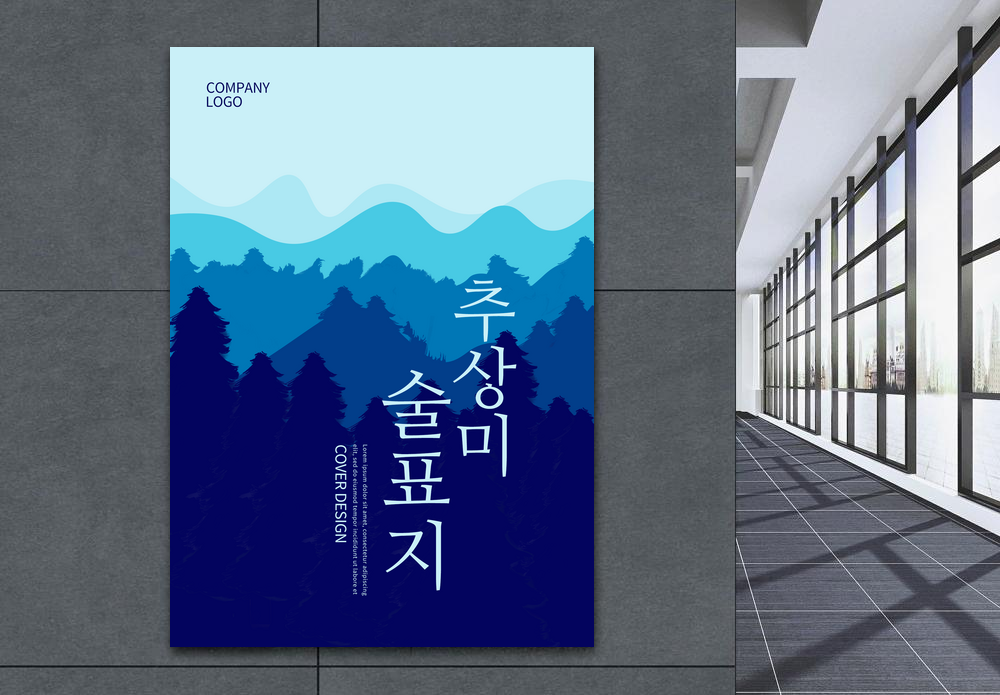 COMPANY
LOGO
추상미
술표지
Lorem ipsum dolor sit amet, consectetur adipiscing
elit, sed do eiusmod tempor incididunt ut labore et
COVER DESIGN